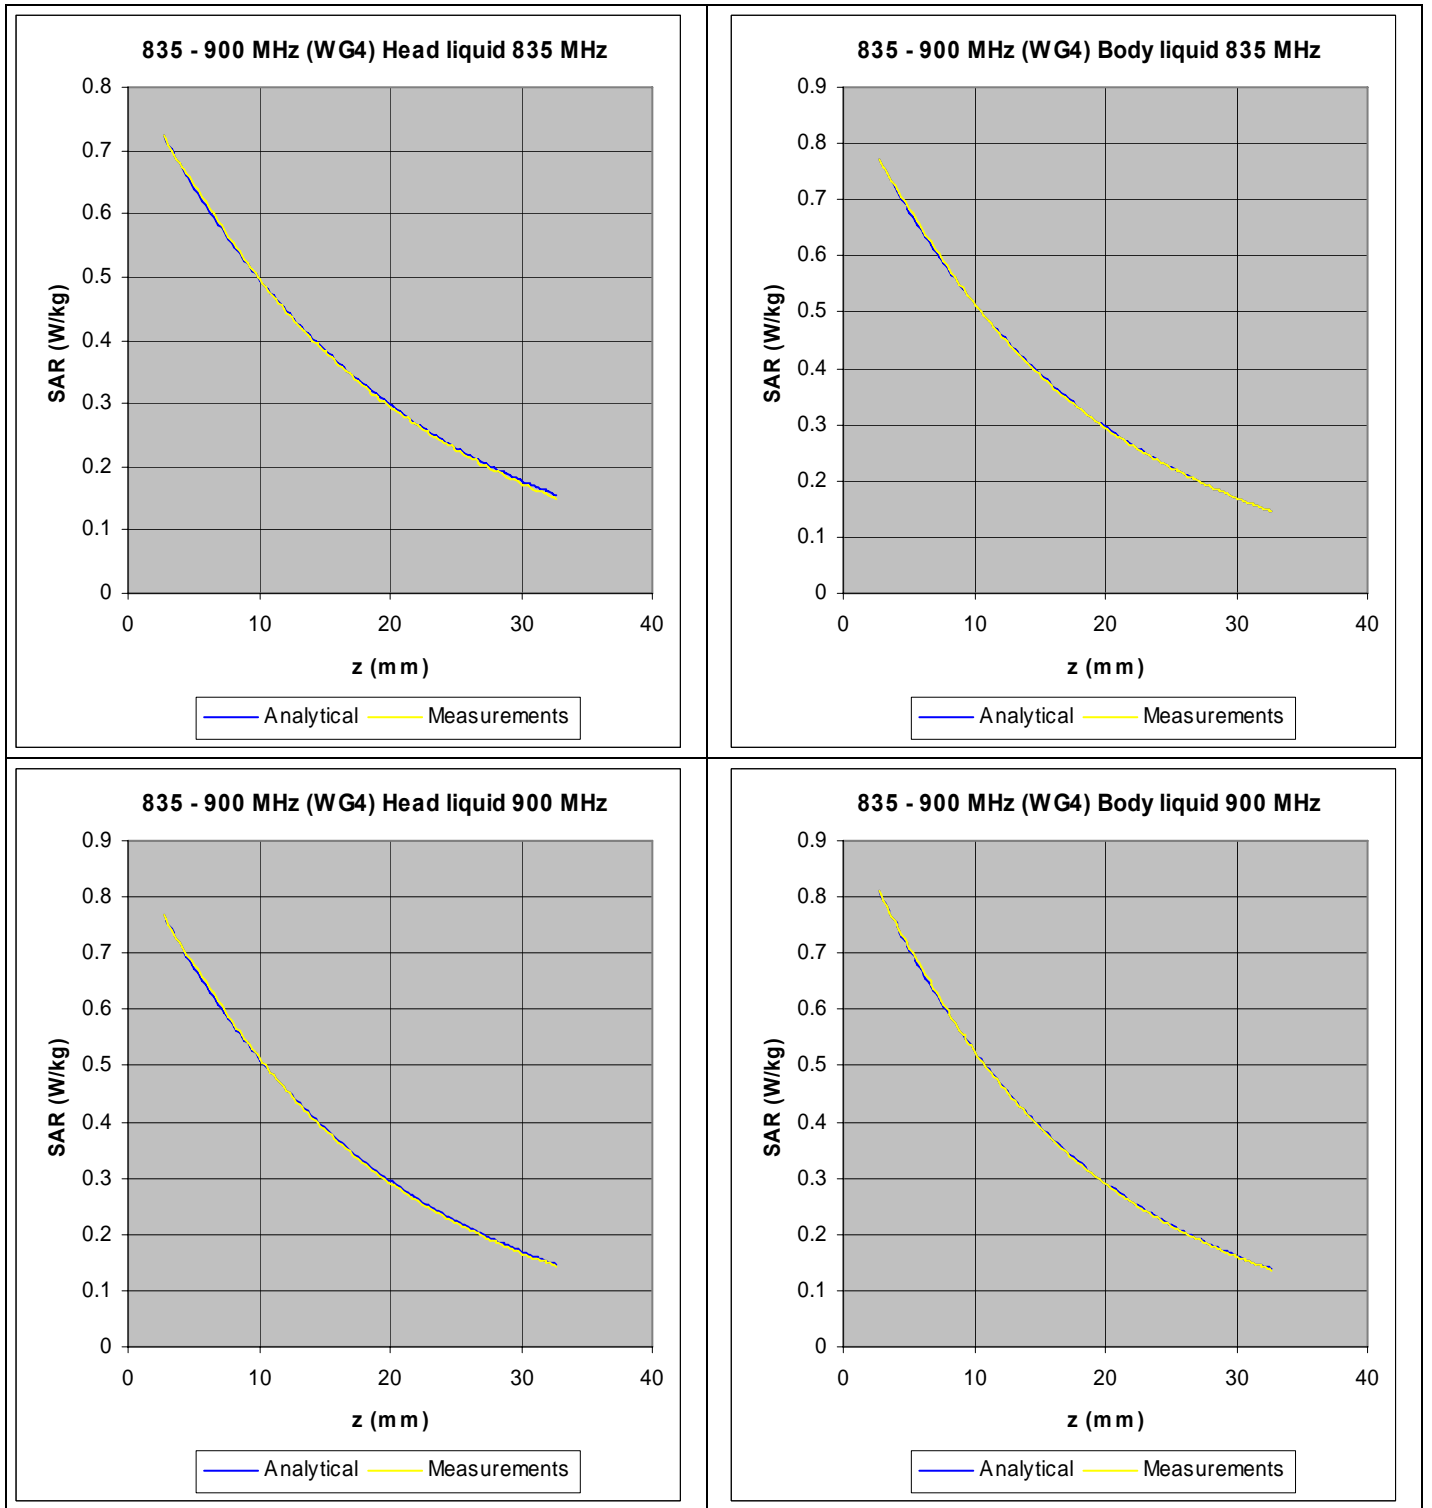 835 - 900 MHz (WG4) Head liquid 835 MHz
0.8
0.7
0.6
0.5
0.4
0.3
0.2
0.1
0
SAR (W/kg)
0 10 20 30 40
z (mm)
Analytical Measurements
835 - 900 MHz (WG4) Body liquid 835 MHz
0.9
0.8
0.7
0.6
0.5
0.4
0.3
0.2
0.1
0
SAR (W/kg)
0 10 20 30 40
z (mm)
Analytical Measurements
835 - 900 MHz (WG4) Head liquid 900 MHz
0.9
0.8
0.7
0.6
0.5
0.4
0.3
0.2
0.1
0
SAR (W/kg)
0 10 20 30 40
z (mm)
Analytical Measurements
835 - 900 MHz (WG4) Body liquid 900 MHz
0.9
0.8
0.7
0.6
0.5
0.4
0.3
0.2
0.1
0
SAR (W/kg)
0 10 20 30 40
z (mm)
Analytical Measurements